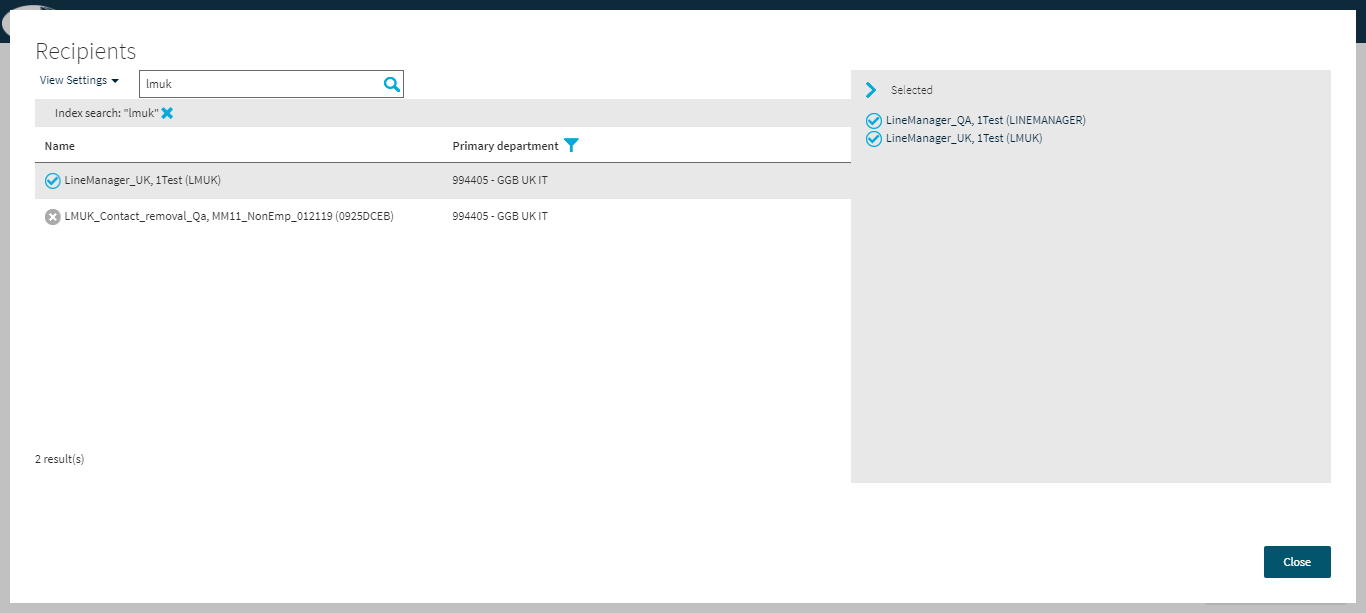 Recipients
View Settings
lmuk
Index search: "lmuk"
Name Primary department
LineManager_UK, 1Test (LMUK) 994405 - GGB UK IT
LMUK_Contact_removal_Qa, MM11_NonEmp_012119 (0925DCEB) 994405 - GGB UK IT
2 result(s)
Selected
LineManager_QA, 1Test (LINEMANAGER)
LineManager_UK, 1Test (LMUK)
Close